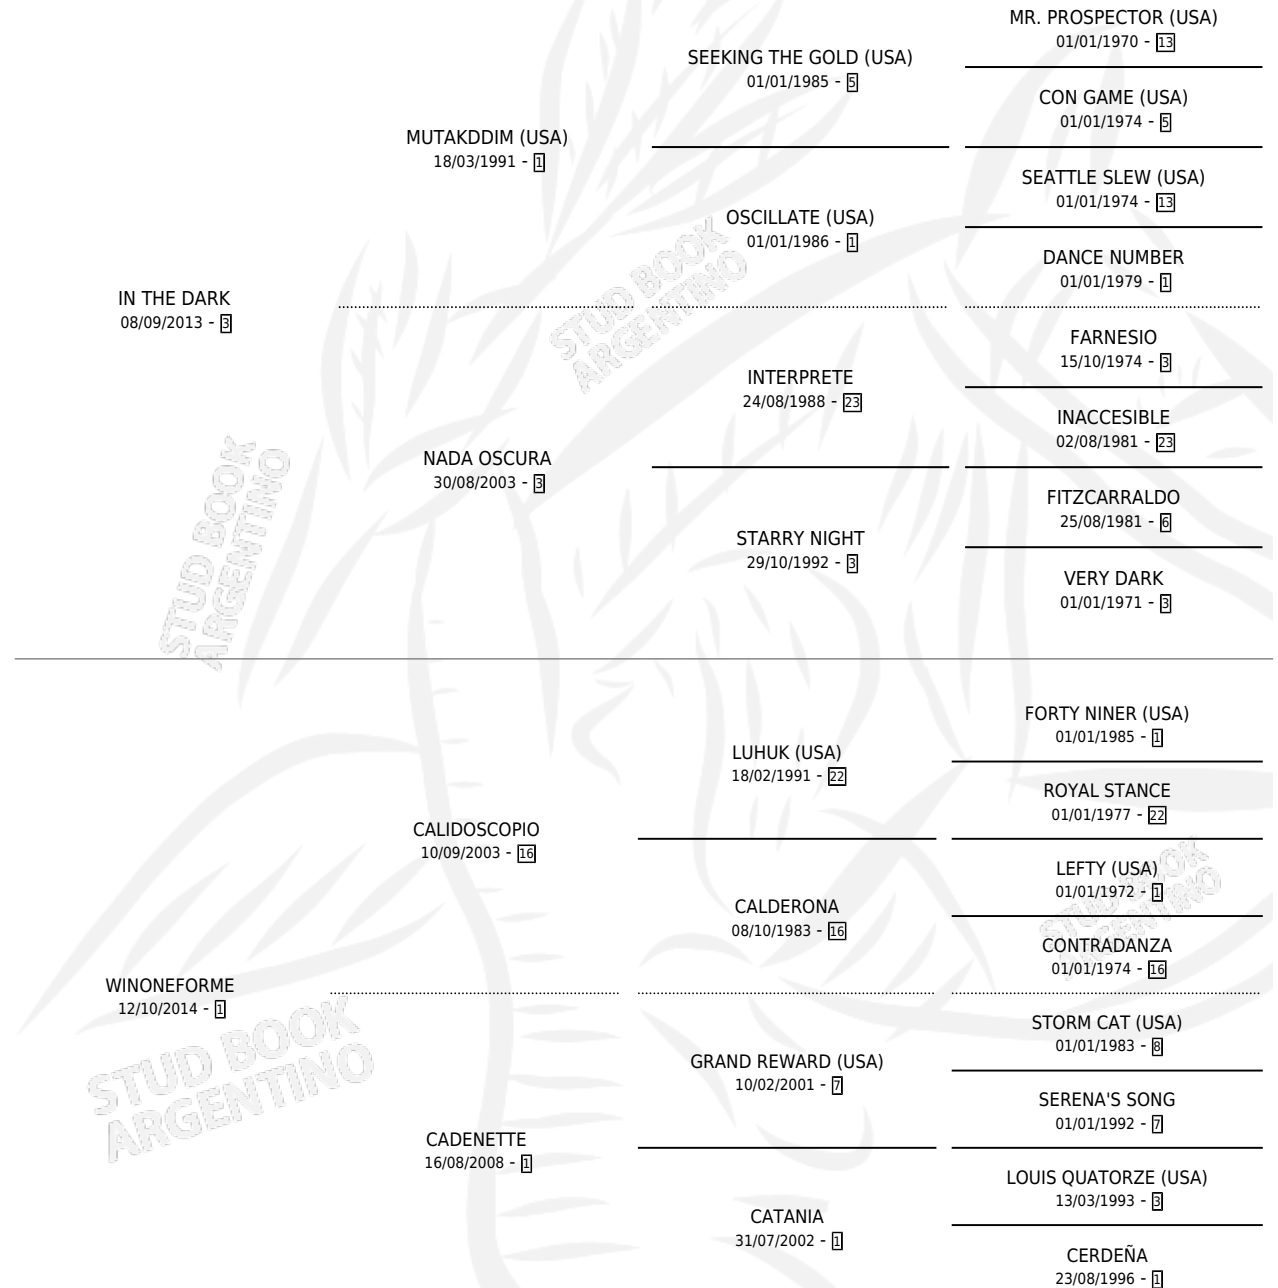 MR. PROSPECTOR (USA)
01/01/1970 - 13
SEEKING THE GOLD (USA)
01/01/1985 - 5
CON GAME (USA)
01/01/1974 - 5
MUTAKDDIM (USA)
18/03/1991 - 1
SEATTLE SLEW (USA)
01/01/1974 - 13
OSCILLATE (USA)
01/01/1986 - 1
DANCE NUMBER
01/01/1979 - 1
IN THE DARK
08/09/2013 - 3
FARNESIO
15/10/1974 - 3
INTERPRETE
24/08/1988 - 23
INACCESIBLE
02/08/1981 - 23
NADA OSCURA
30/08/2003 - 3
FITZCARRALDO
25/08/1981 - 6
STARRY NIGHT
29/10/1992 - 3
VERY DARK
01/01/1971 - 3
FORTY NINER (USA)
01/01/1985 - 1
LUHUK (USA)
18/02/1991 - 22
ROYAL STANCE
01/01/1977 - 22
CALIDOSCOPIO
10/09/2003 - 16
LEFTY (USA)
01/01/1972 - 1
CALDERONA
08/10/1983 - 16
CONTRADANZA
01/01/1974 - 16
WINONEFORME
12/10/2014 - 1
STORM CAT (USA)
01/01/1983 - 8
GRAND REWARD (USA)
10/02/2001 - 7
SERENA'S SONG
01/01/1992 - 7
CADENETTE
16/08/2008 - 1
LOUIS QUATORZE (USA)
13/03/1993 - 3
CATANIA
31/07/2002 - 1
CERDEÑA
23/08/1996 - 1
STUD BOOK
ARGENTINO
STUD BOOK
ARGENTINO
STUD BOOK
ARGENTINO
STUD BOOK
ARGENTINO